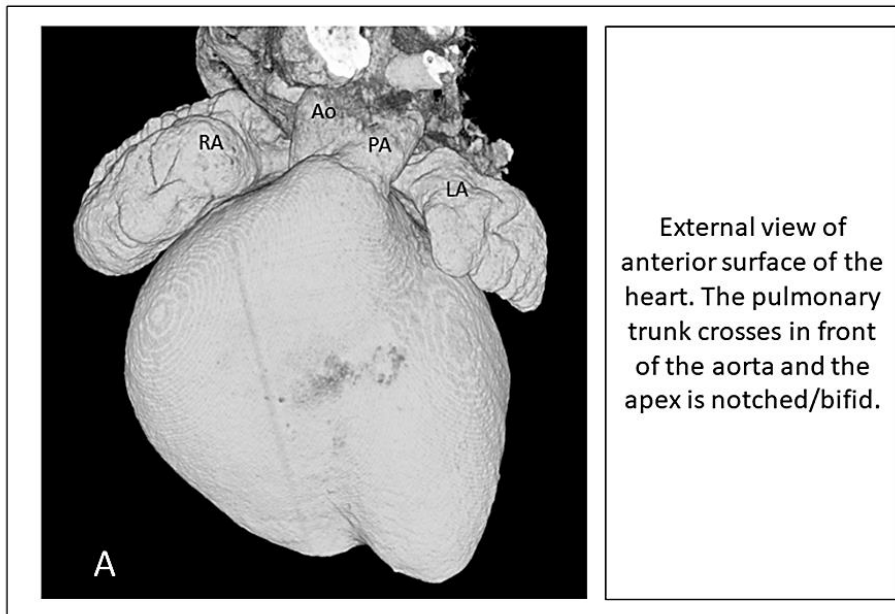 Ao
RA
PA
LA
A
External view of
anterior surface of the
heart. The pulmonary
trunk crosses in front
of the aorta and the
apex is notched/bifid.